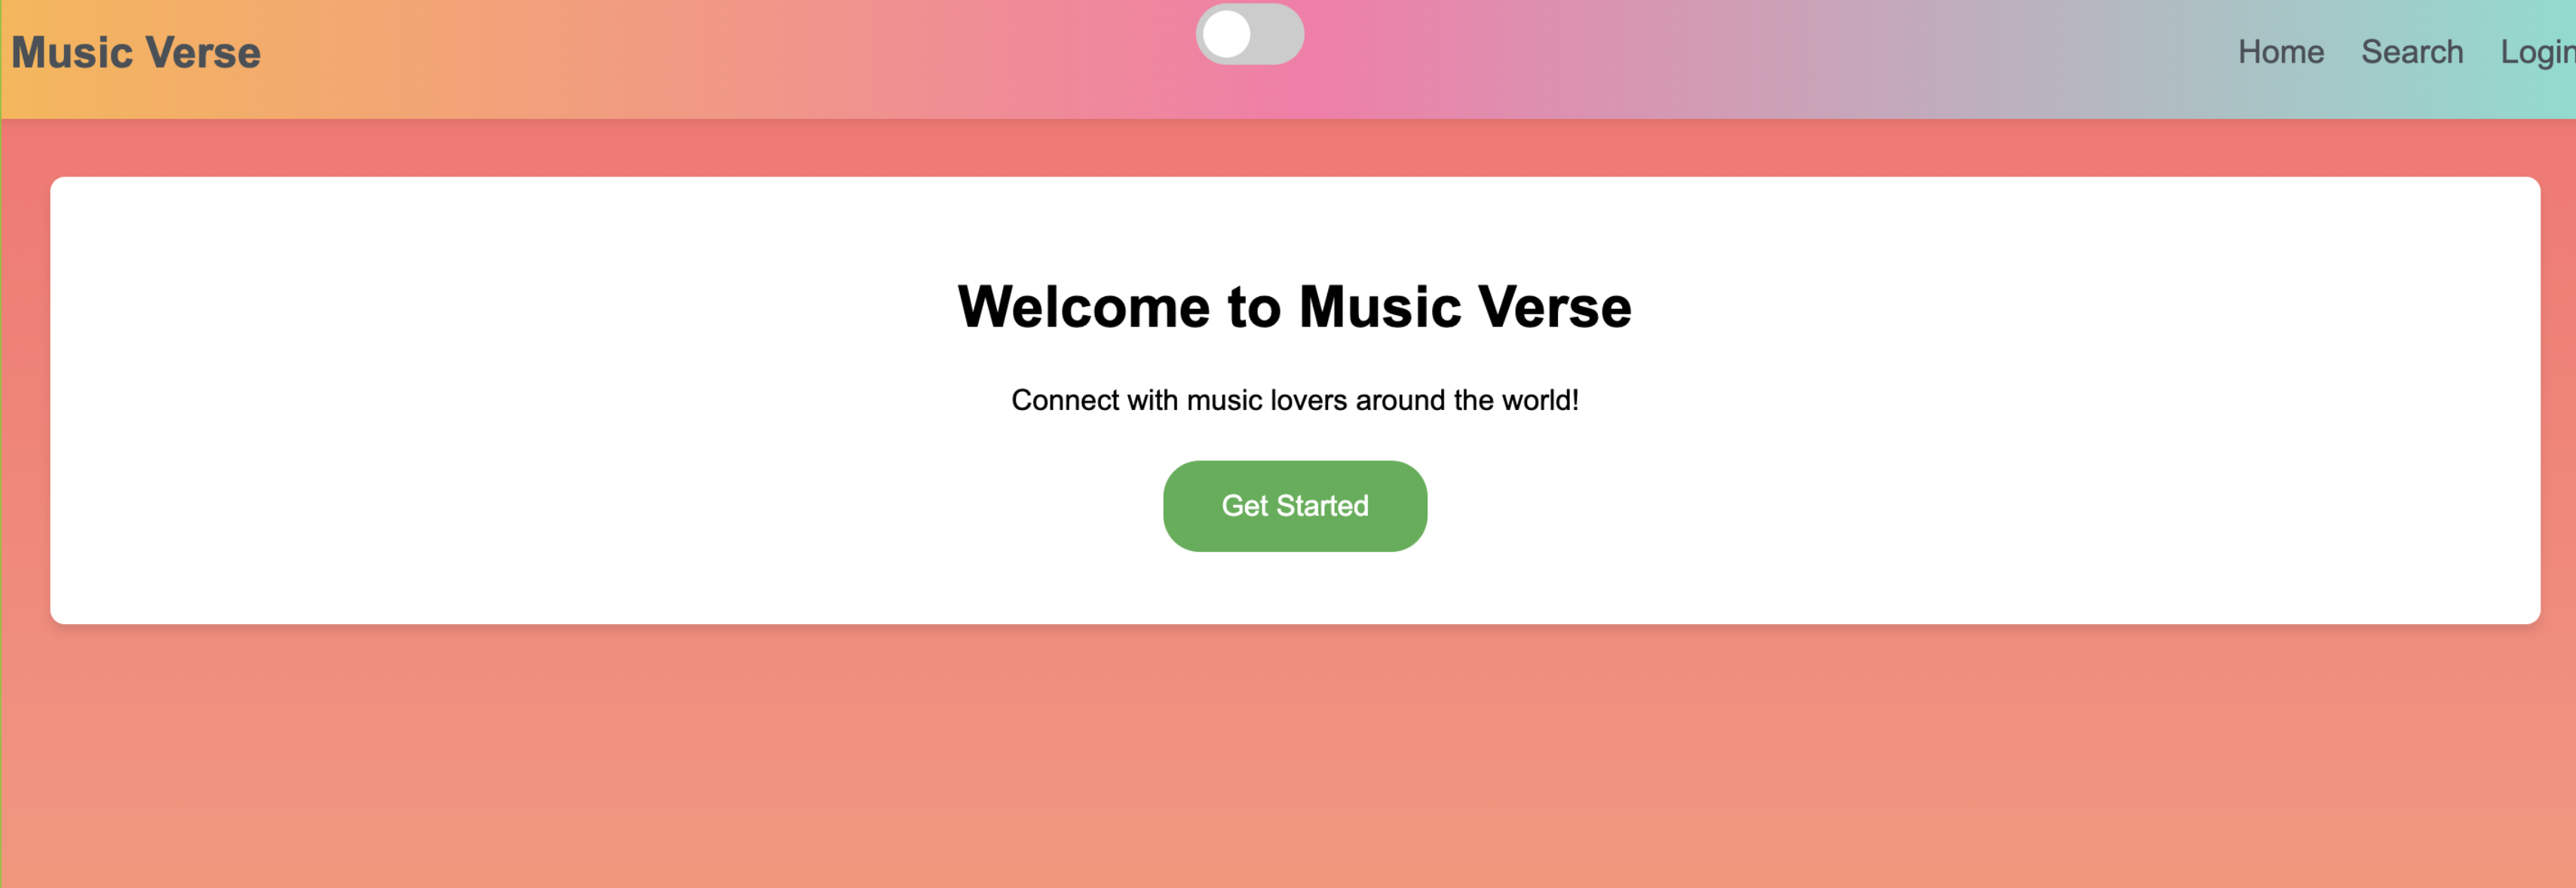 Music Verse
Home Search Login
Welcome to Music Verse
Connect with music lovers around the world!
Get Started